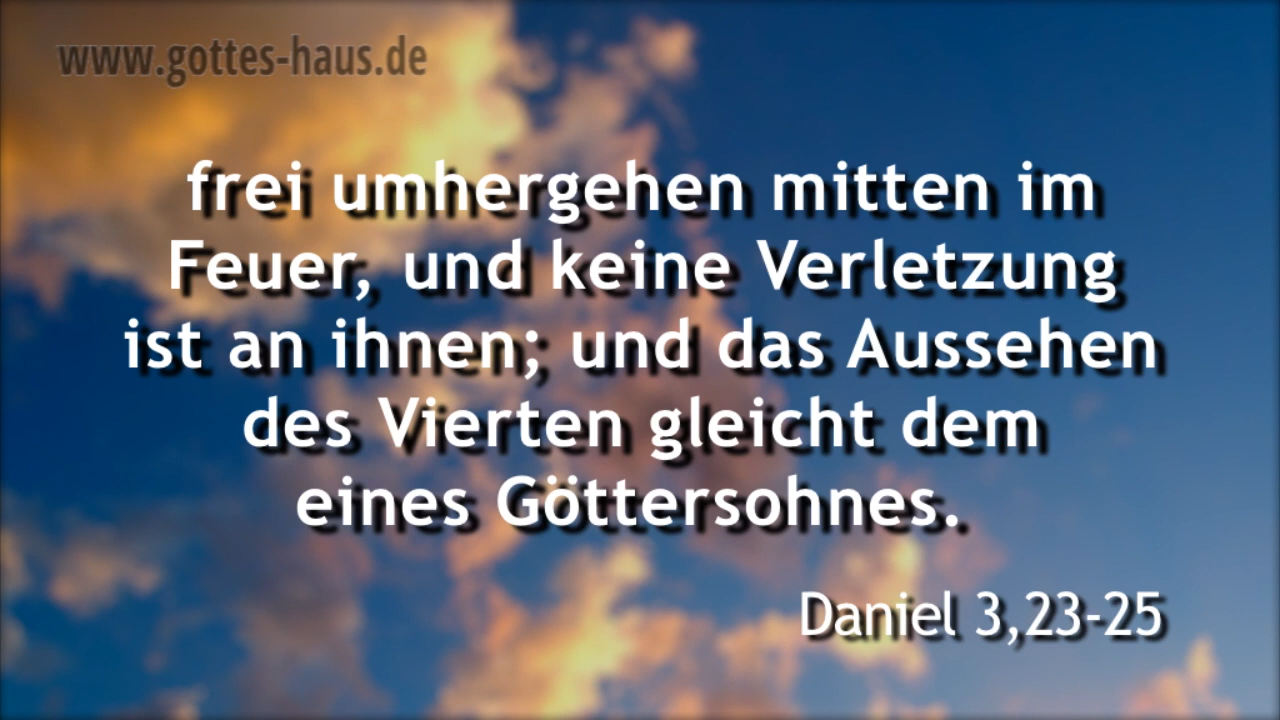 www.gottes-haus.de
frei umhergehen mitten im
Feuer, und keine Verletzung
ist an ihnen; und das Aussehen
des Vierten gleicht dem
eines Göttersohnes.
Daniel 3,23-25